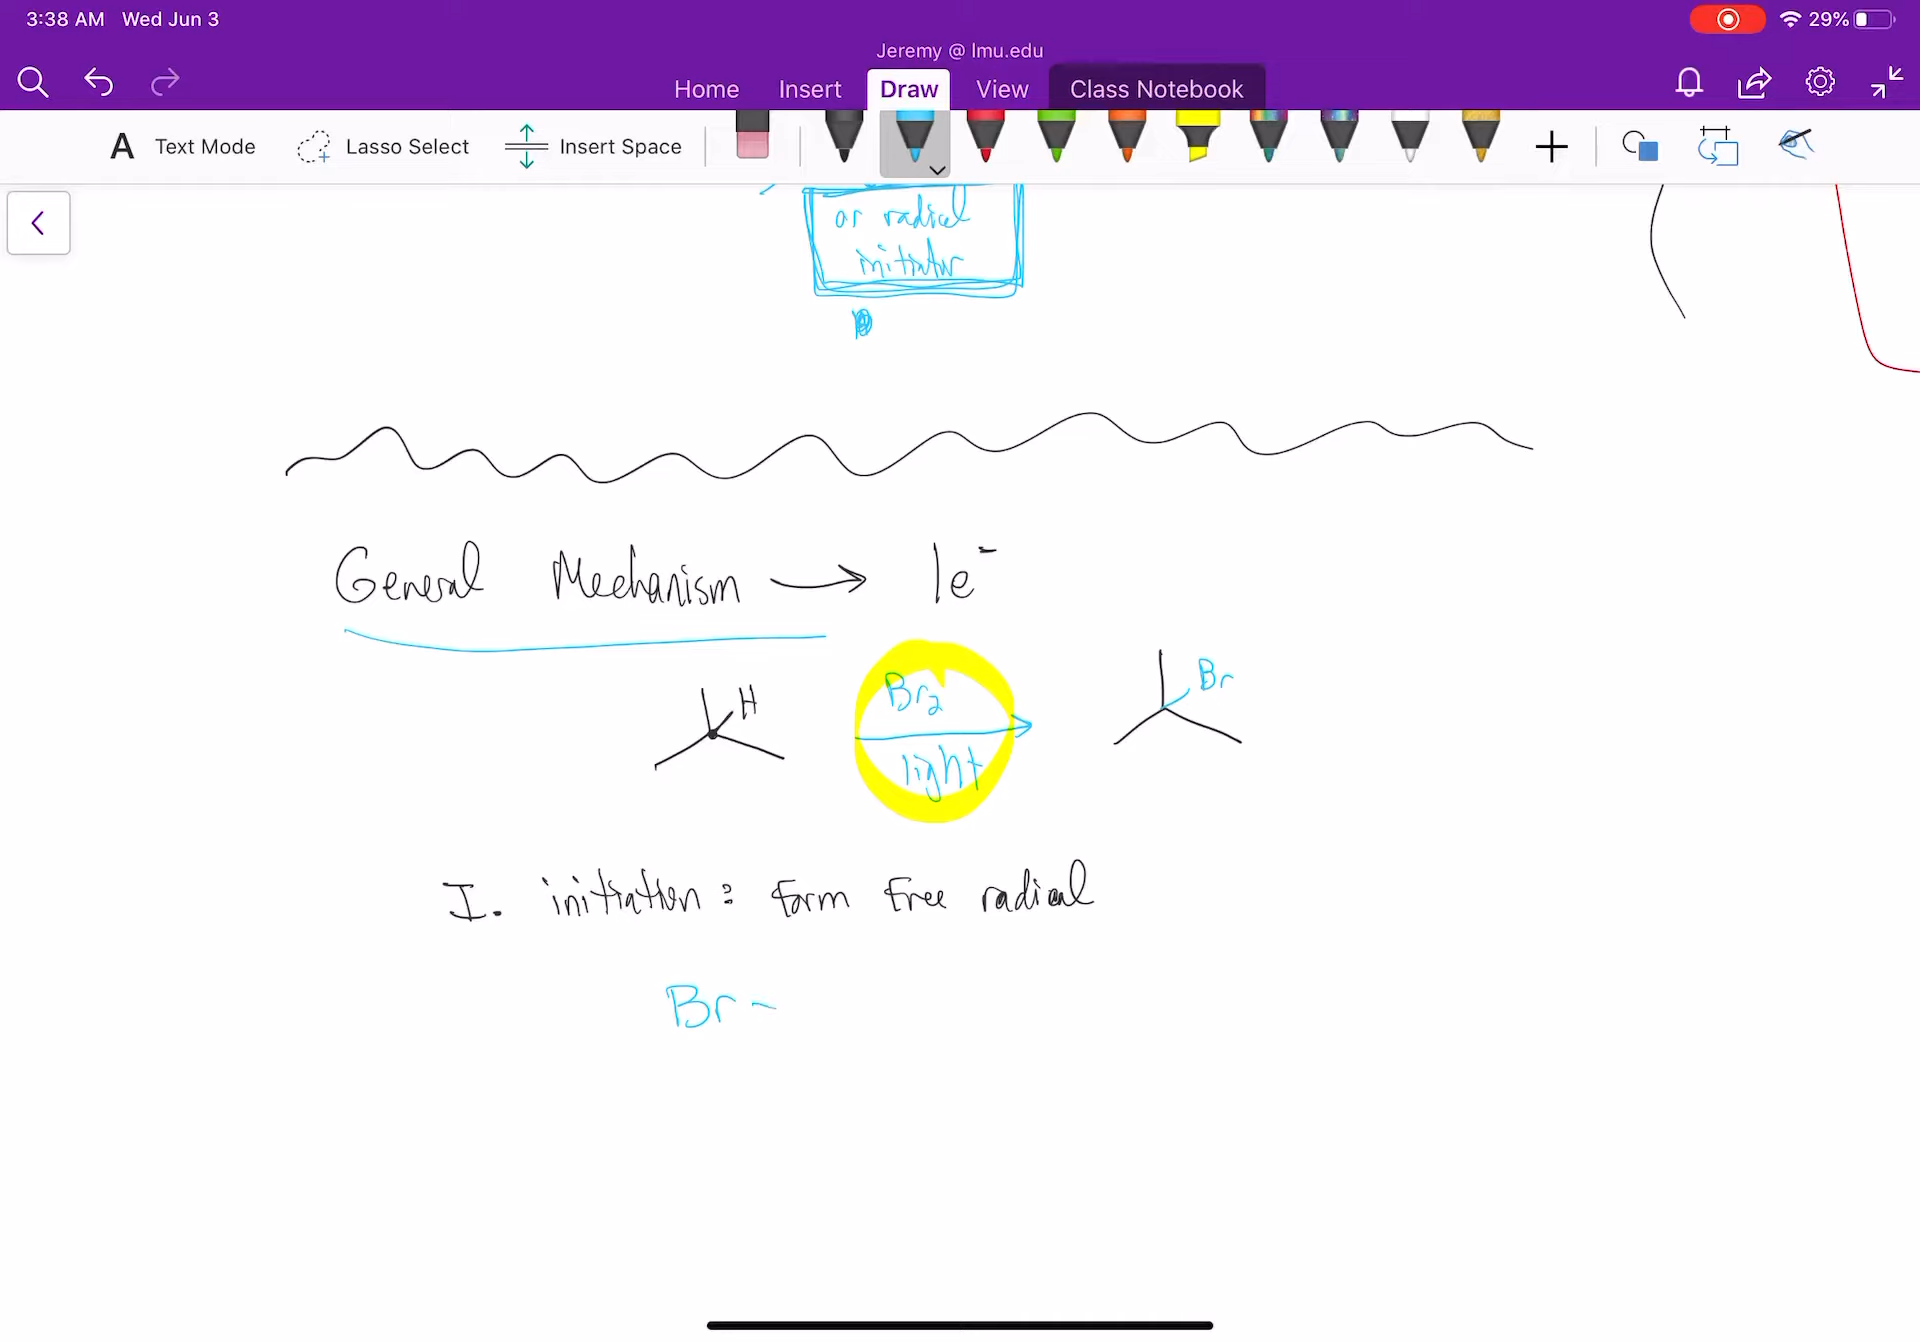 3:38 AM Wed Jun 3
29%
Jeremy @ lmu.edu
Home Insert Draw View Class Notebook
A Text Mode Lasso Select Insert Space
or radical
initiator
General Mechanism → 1e⁻
H
Br₂
light
Br
I. initiation: Form Free radical
Br -